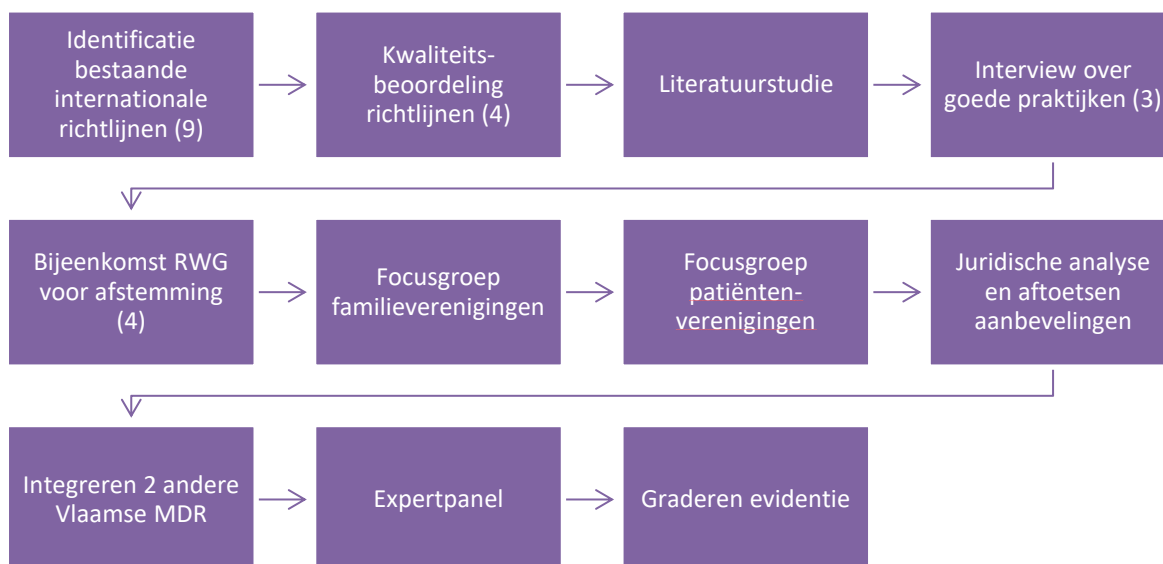 Identificatie
bestaande
internationale
richtlijnen (9)
Kwaliteits-
beoordeling
richtlijnen (4)
Literatuurstudie
Interview over
goede praktijken (3)
Bijeenkomst RWG
voor afstemming
(4)
Focusgroep
familieverenigingen
Focusgroep
patiënten-
verenigingen
Juridische analyse
en aftoetsen
aanbevelingen
Integreren 2 andere
Vlaamse MDR
Expertpanel
Graderen evidentie